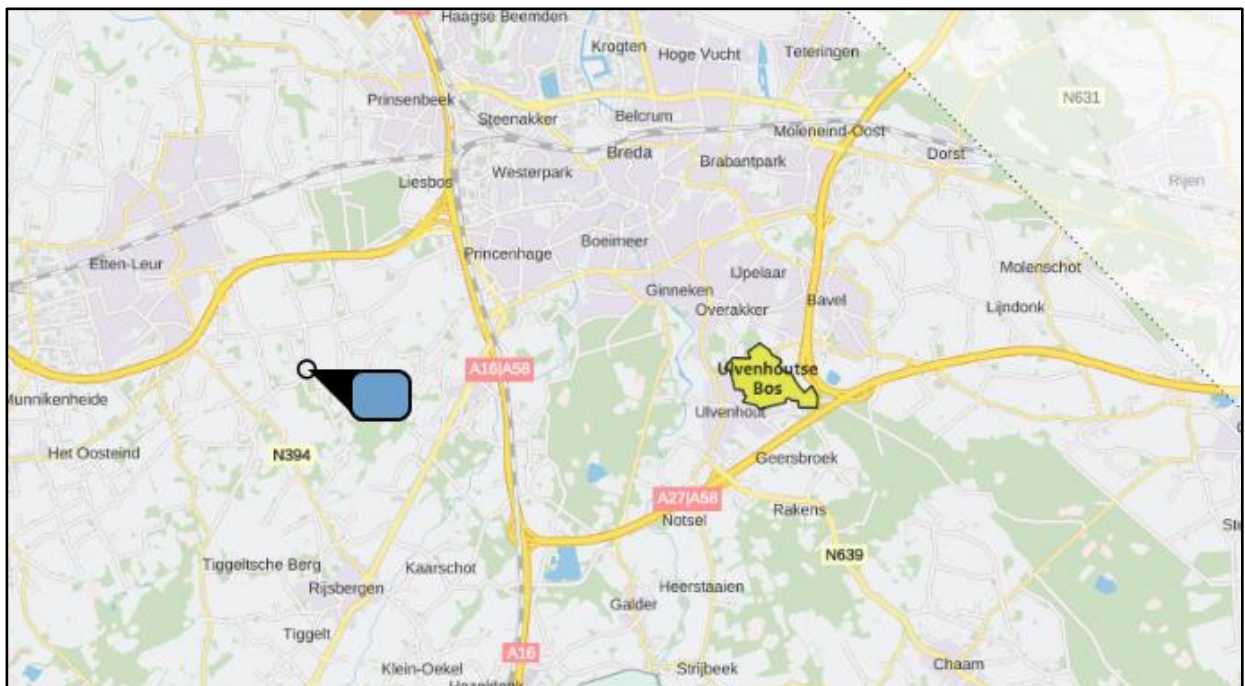 Haagse Beemden
Krogten
Hoge Vucht
Teteringen
Prinsenbeek
N631
Steenakker
Belcrum
Moleneind-Oost
Breda
Brabantpark
Dorst
Westerpark
Liesbos
Rijen
Boeimeer
Princenhage
Etten-Leur
IJpelaar
Molenschot
Ginneken
Bavel
Overakker
Lijndonk
A16|A58
Ulvenhoutse
Bos
Munnikenheide
Ulvenhout
Het Oosteind
N394
Geersbroek
A27|A58
Rakens
Notsel
N639
Tiggeltsche Berg
Kaarschot
Rijsbergen
Heerstaaien
Galder
Tiggelt
A16
Klein-Oekel
Strijbeek
Chaam